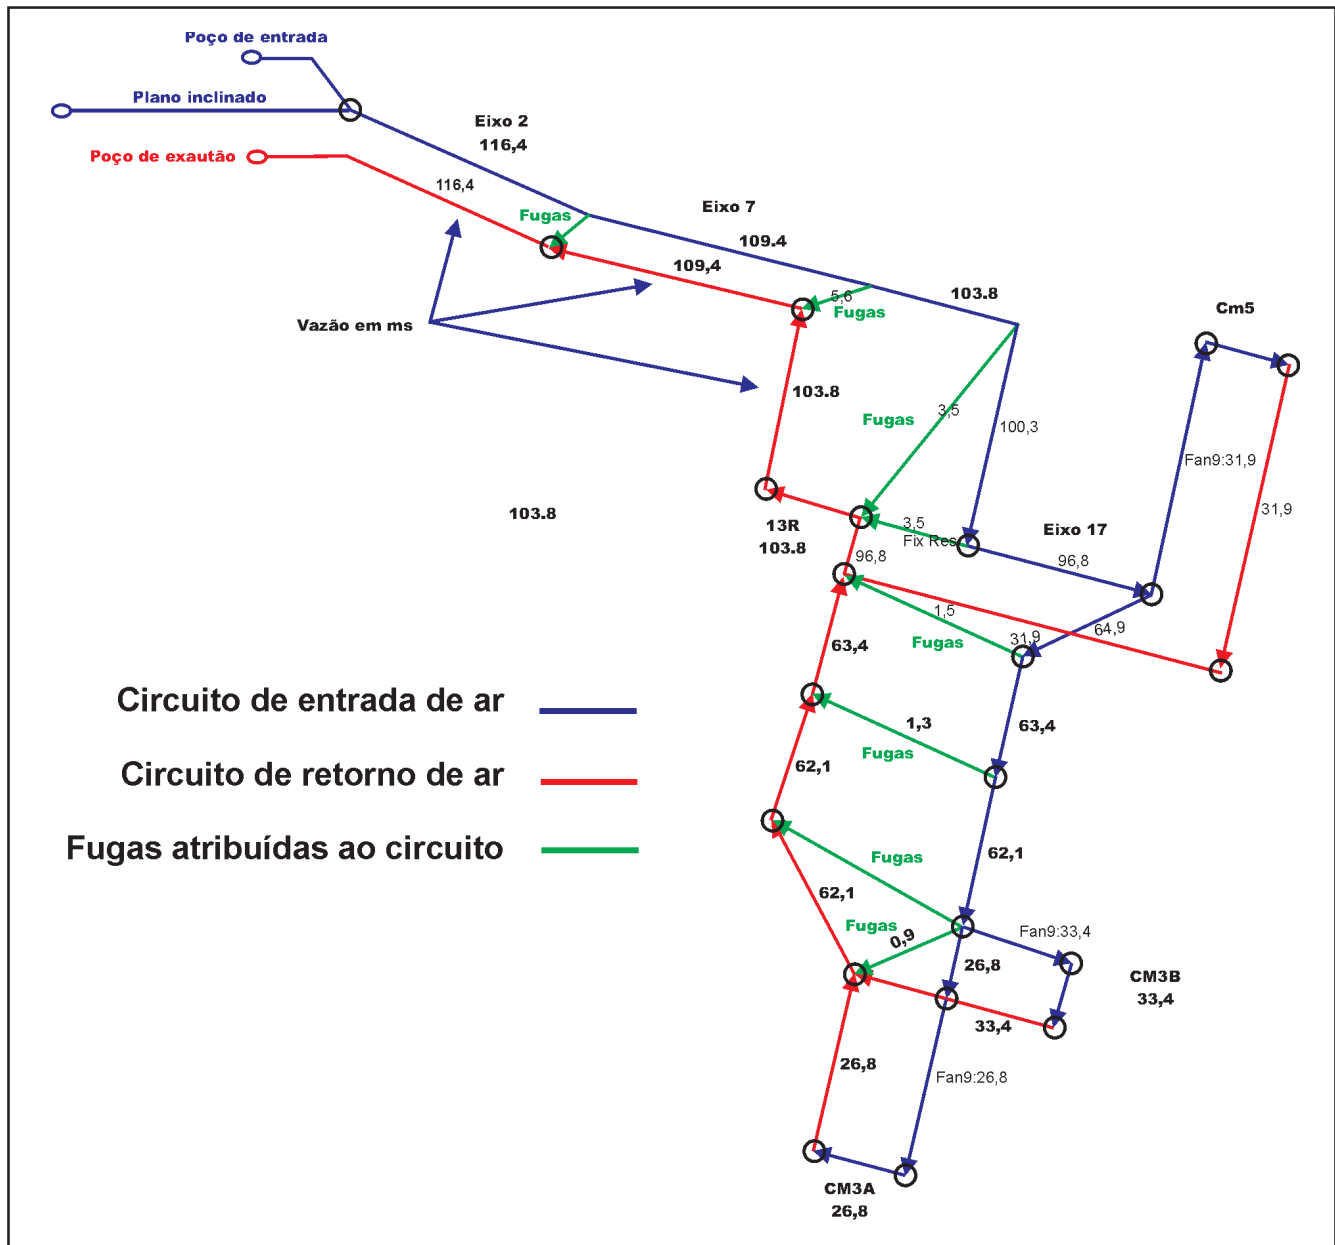 Poço de entrada
Plano inclinado
Eixo 2
116,4
Poço de exautão
116,4
Fugas
Eixo 7
109.4
109,4
103.8
5,6
Fugas
Cm5
Vazão em ms
103.8
3,5
Fugas
100,3
Fan9:31,9
31,9
103.8
13R
103.8
3,5
Fix Res
Eixo 17
96,8
96,8
1,5
Fugas
31,9
64,9
63,4
Circuito de entrada de ar
1,3
63,4
Fugas
62,1
Circuito de retorno de ar
Fugas atribuídas ao circuito
Fugas
62,1
62,1
Fugas
0,9
Fan9:33,4
26,8
CM3B
33,4
33,4
26,8
Fan9:26,8
CM3A
26,8